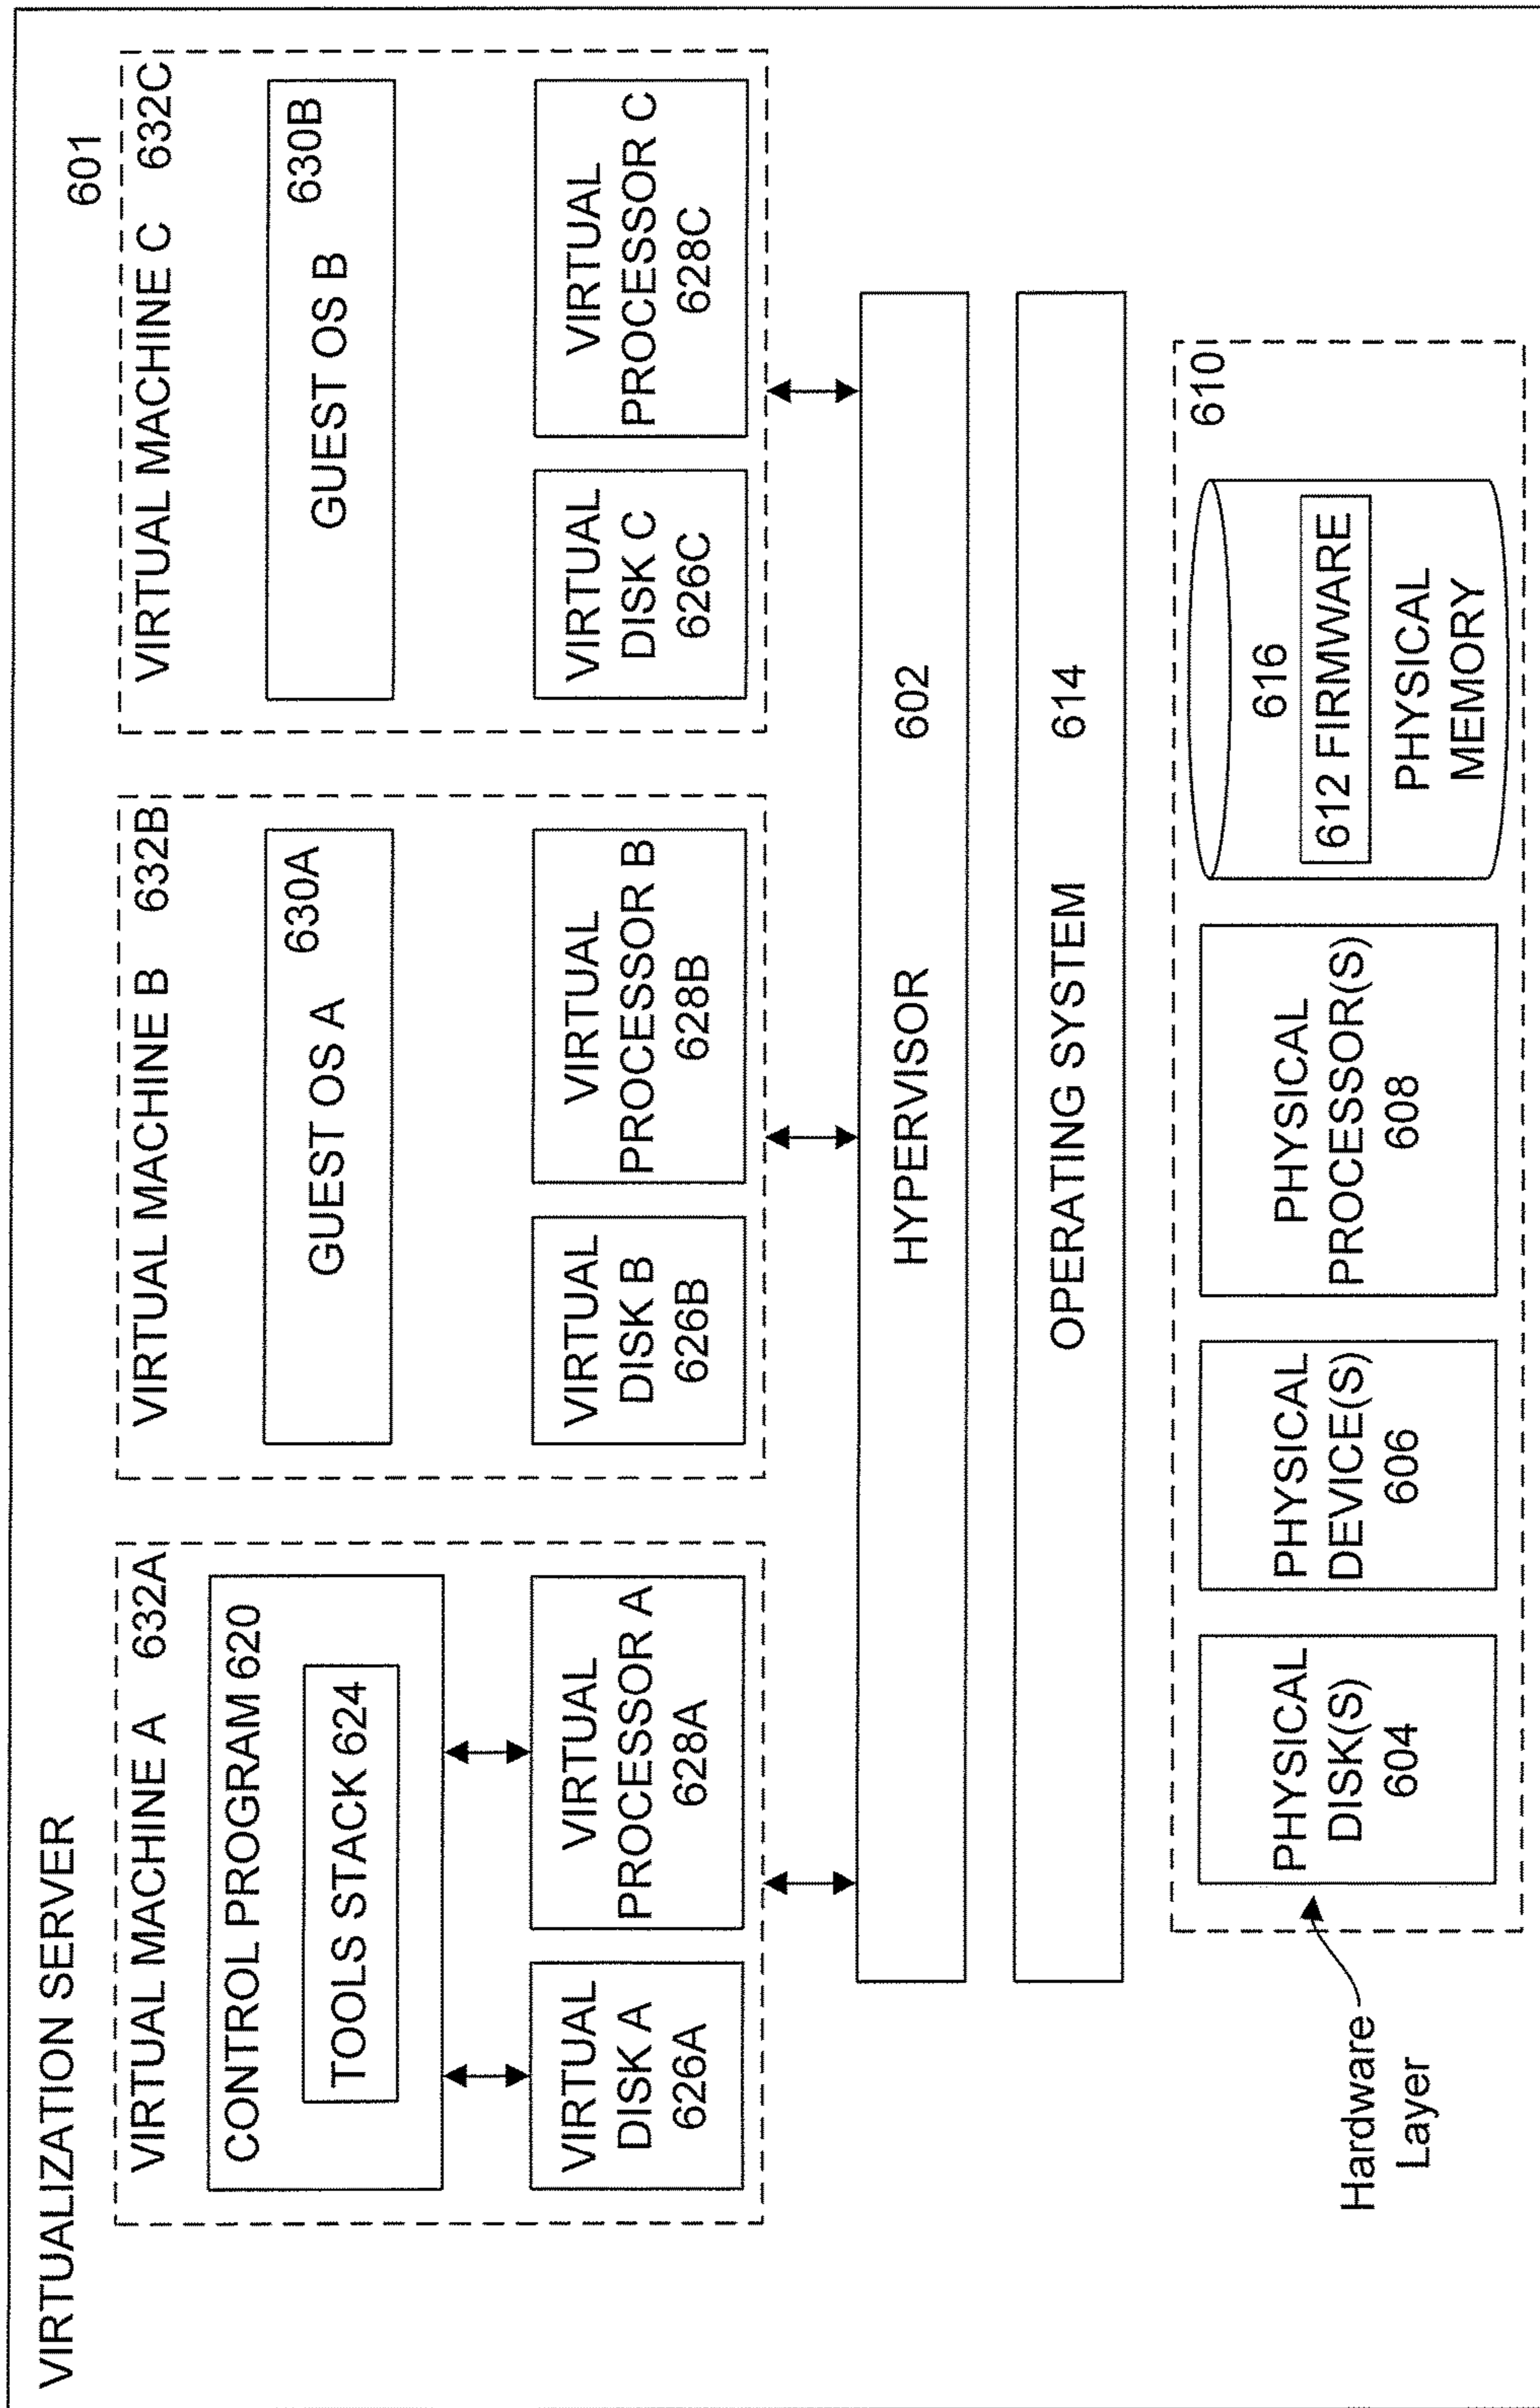 VIRTUALIZATION SERVER
601
VIRTUAL MACHINE A 632A
CONTROL PROGRAM 620
TOOLS STACK 624
VIRTUAL
DISK A
626A
VIRTUAL
PROCESSOR A
628A
VIRTUAL MACHINE B 632B
630A
GUEST OS A
VIRTUAL
DISK B
626B
VIRTUAL
PROCESSOR B
628B
VIRTUAL MACHINE C 632C
630B
GUEST OS B
VIRTUAL
DISK C
626C
VIRTUAL
PROCESSOR C
628C
HYPERVISOR 602
OPERATING SYSTEM 614
Hardware
Layer
PHYSICAL
DISK(S)
604
PHYSICAL
DEVICE(S)
606
PHYSICAL
PROCESSOR(S)
608
616
612 FIRMWARE
PHYSICAL
MEMORY
610